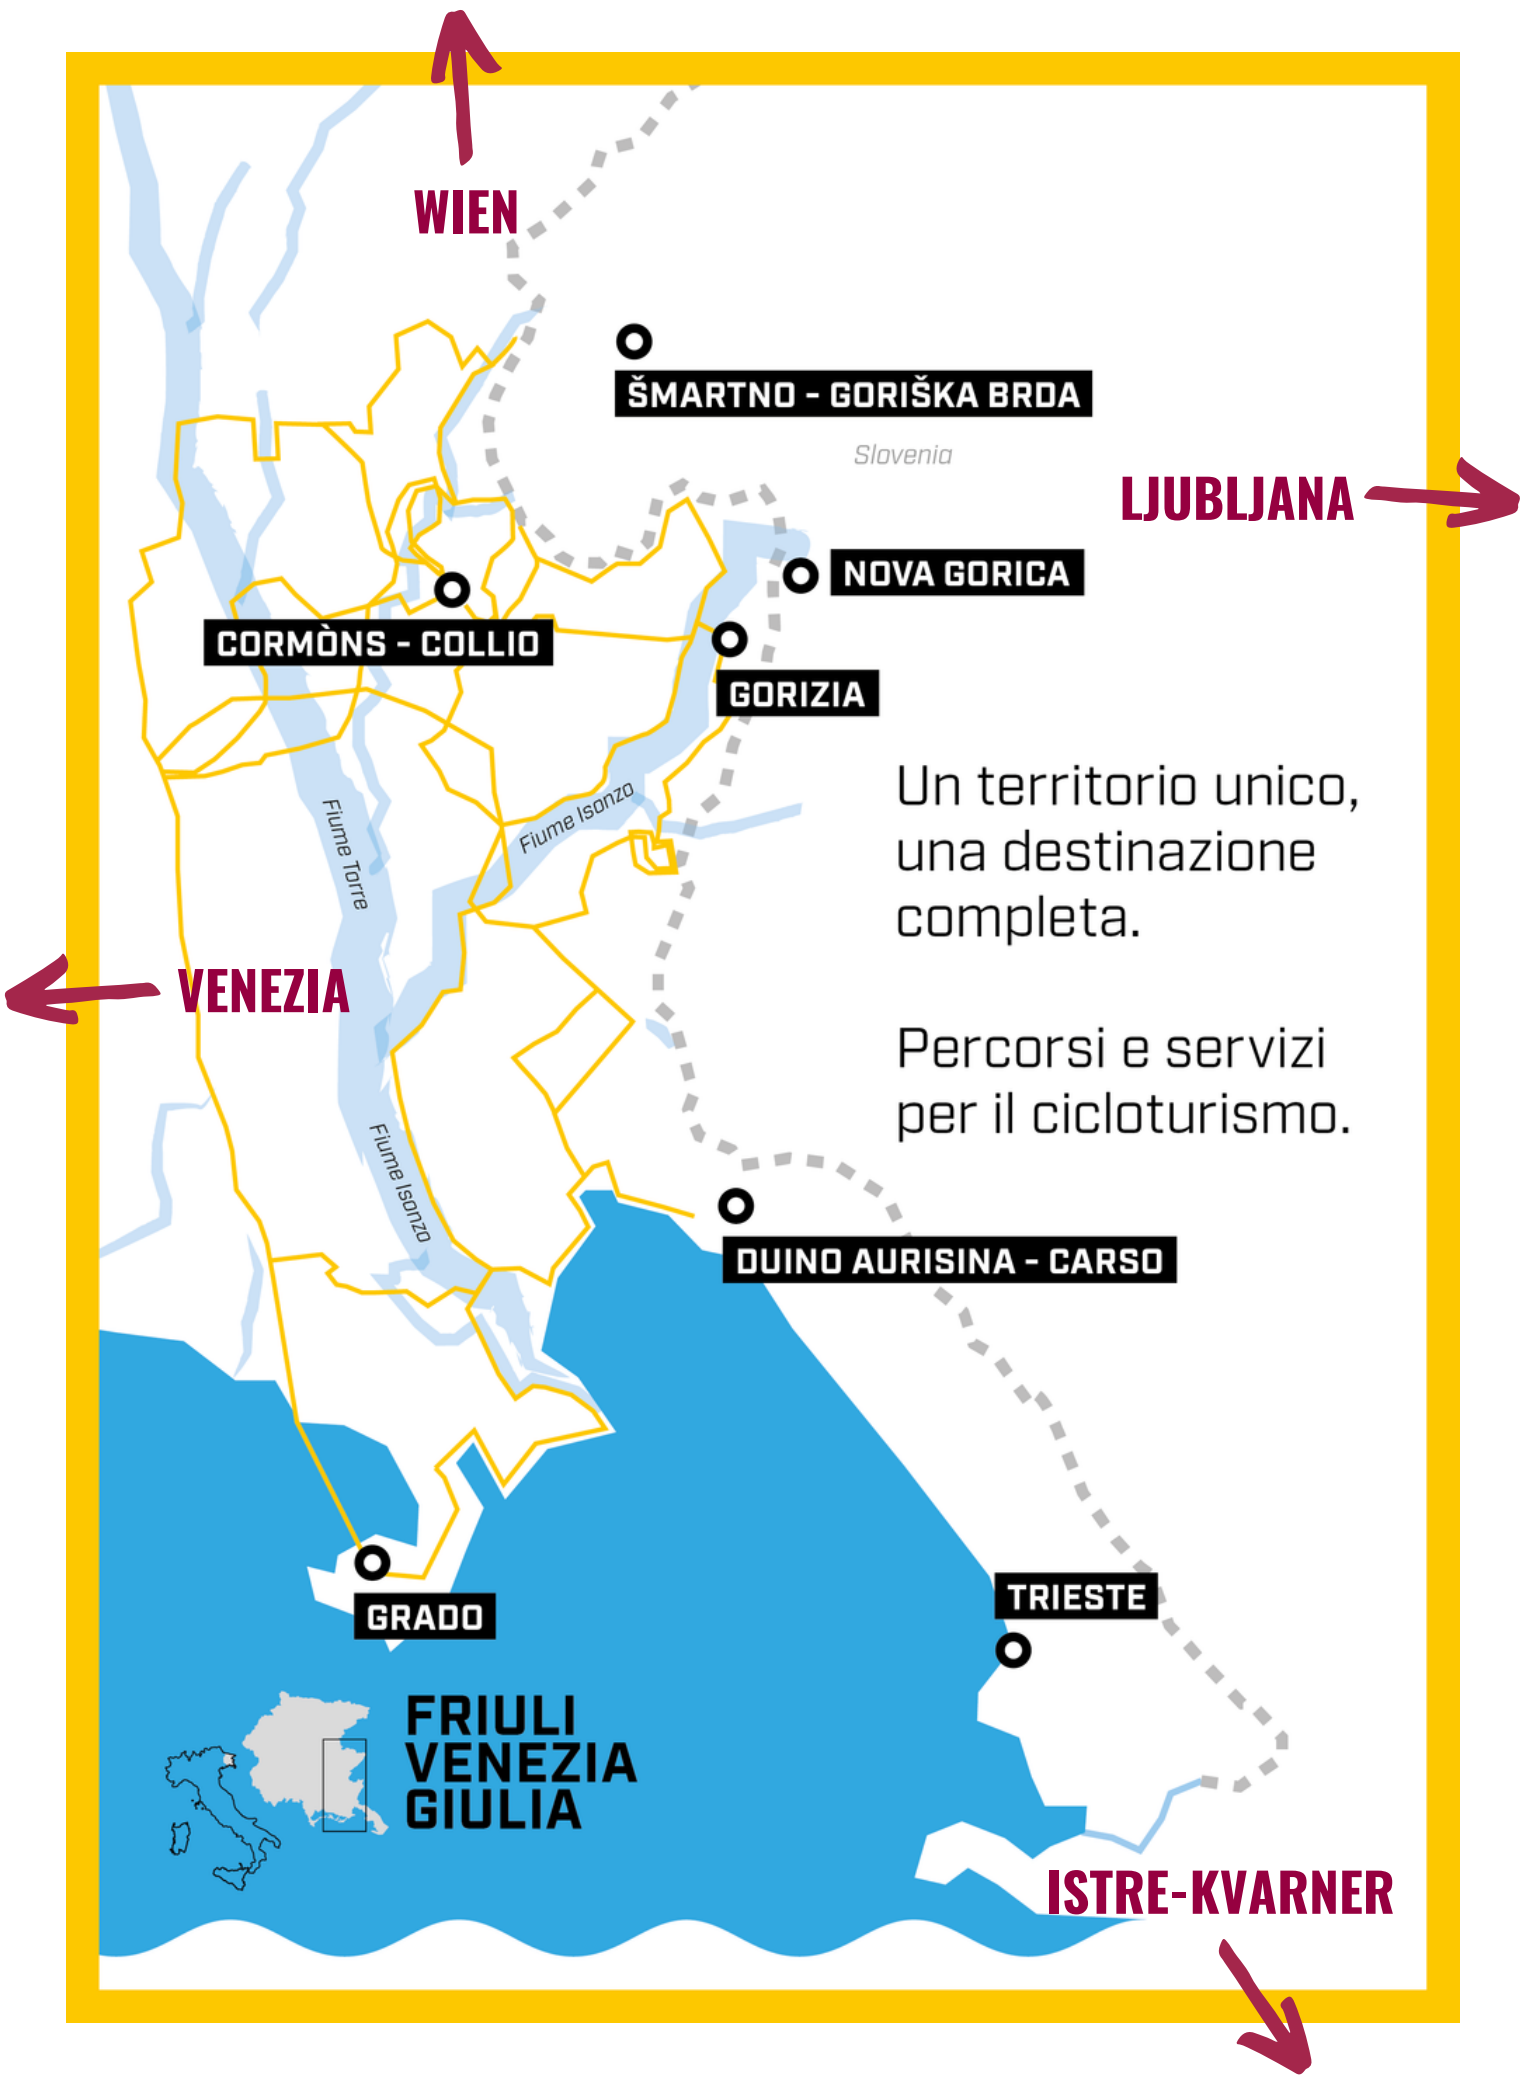 WIEN
ŠMARTNO - GORIŠKA BRDA
Slovenia
LJUBLJANA
NOVA GORICA
CORMÒNS - COLLIO
GORIZIA
Un territorio unico,
una destinazione
completa.
Fiume Torre
Fiume Isonzo
VENEZIA
Percorsi e servizi
per il cicloturismo.
Fiume Isonzo
DUINO AURISINA - CARSO
TRIESTE
GRADO
FRIULI
VENEZIA
GIULIA
ISTRE-KVARNER